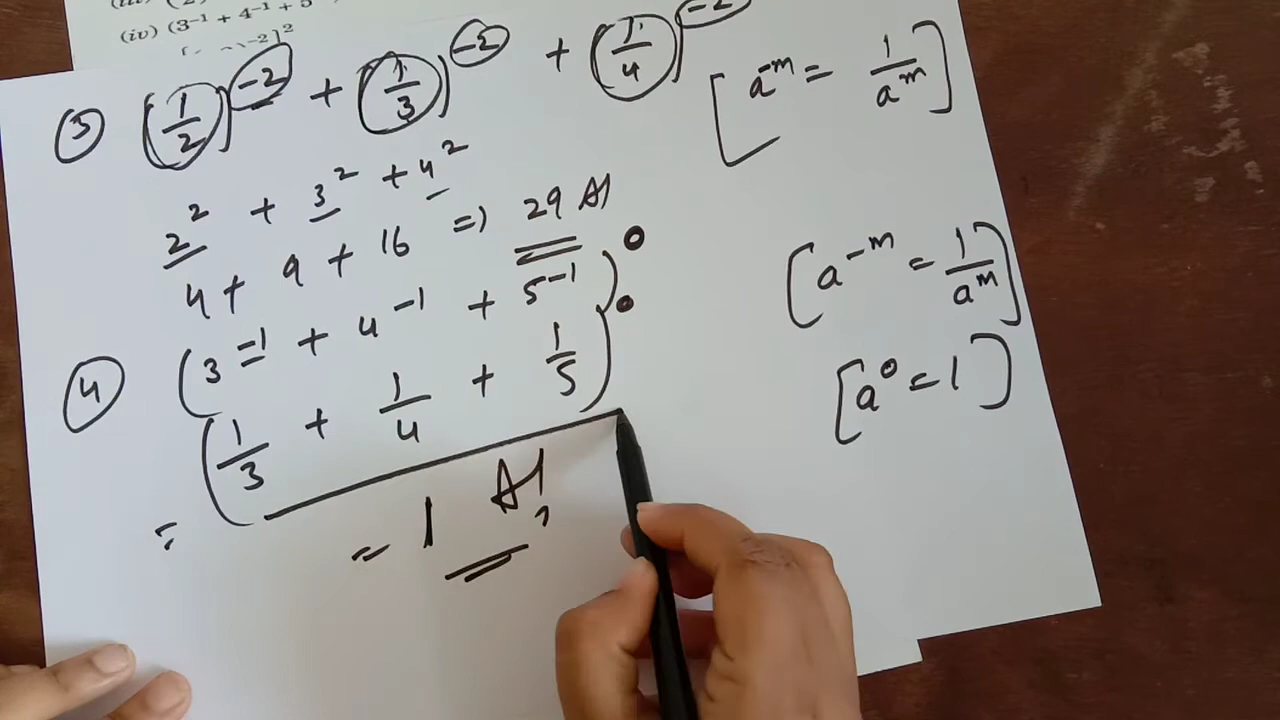 (iv) (3⁻¹ + 4⁻¹ + 5
(3) (1/2)⁻² + (1/3)⁻² + (1/4)⁻² [a⁻ᵐ = 1/aᵐ]
2² + 3² + 4²
4 + 9 + 16 => 29 A
(4) (3⁻¹ + 4⁻¹ + 5⁻¹)⁰ [a⁻ᵐ = 1/aᵐ]
= (1/3 + 1/4 + 1/5)⁰ [a⁰ = 1]
= 1 A